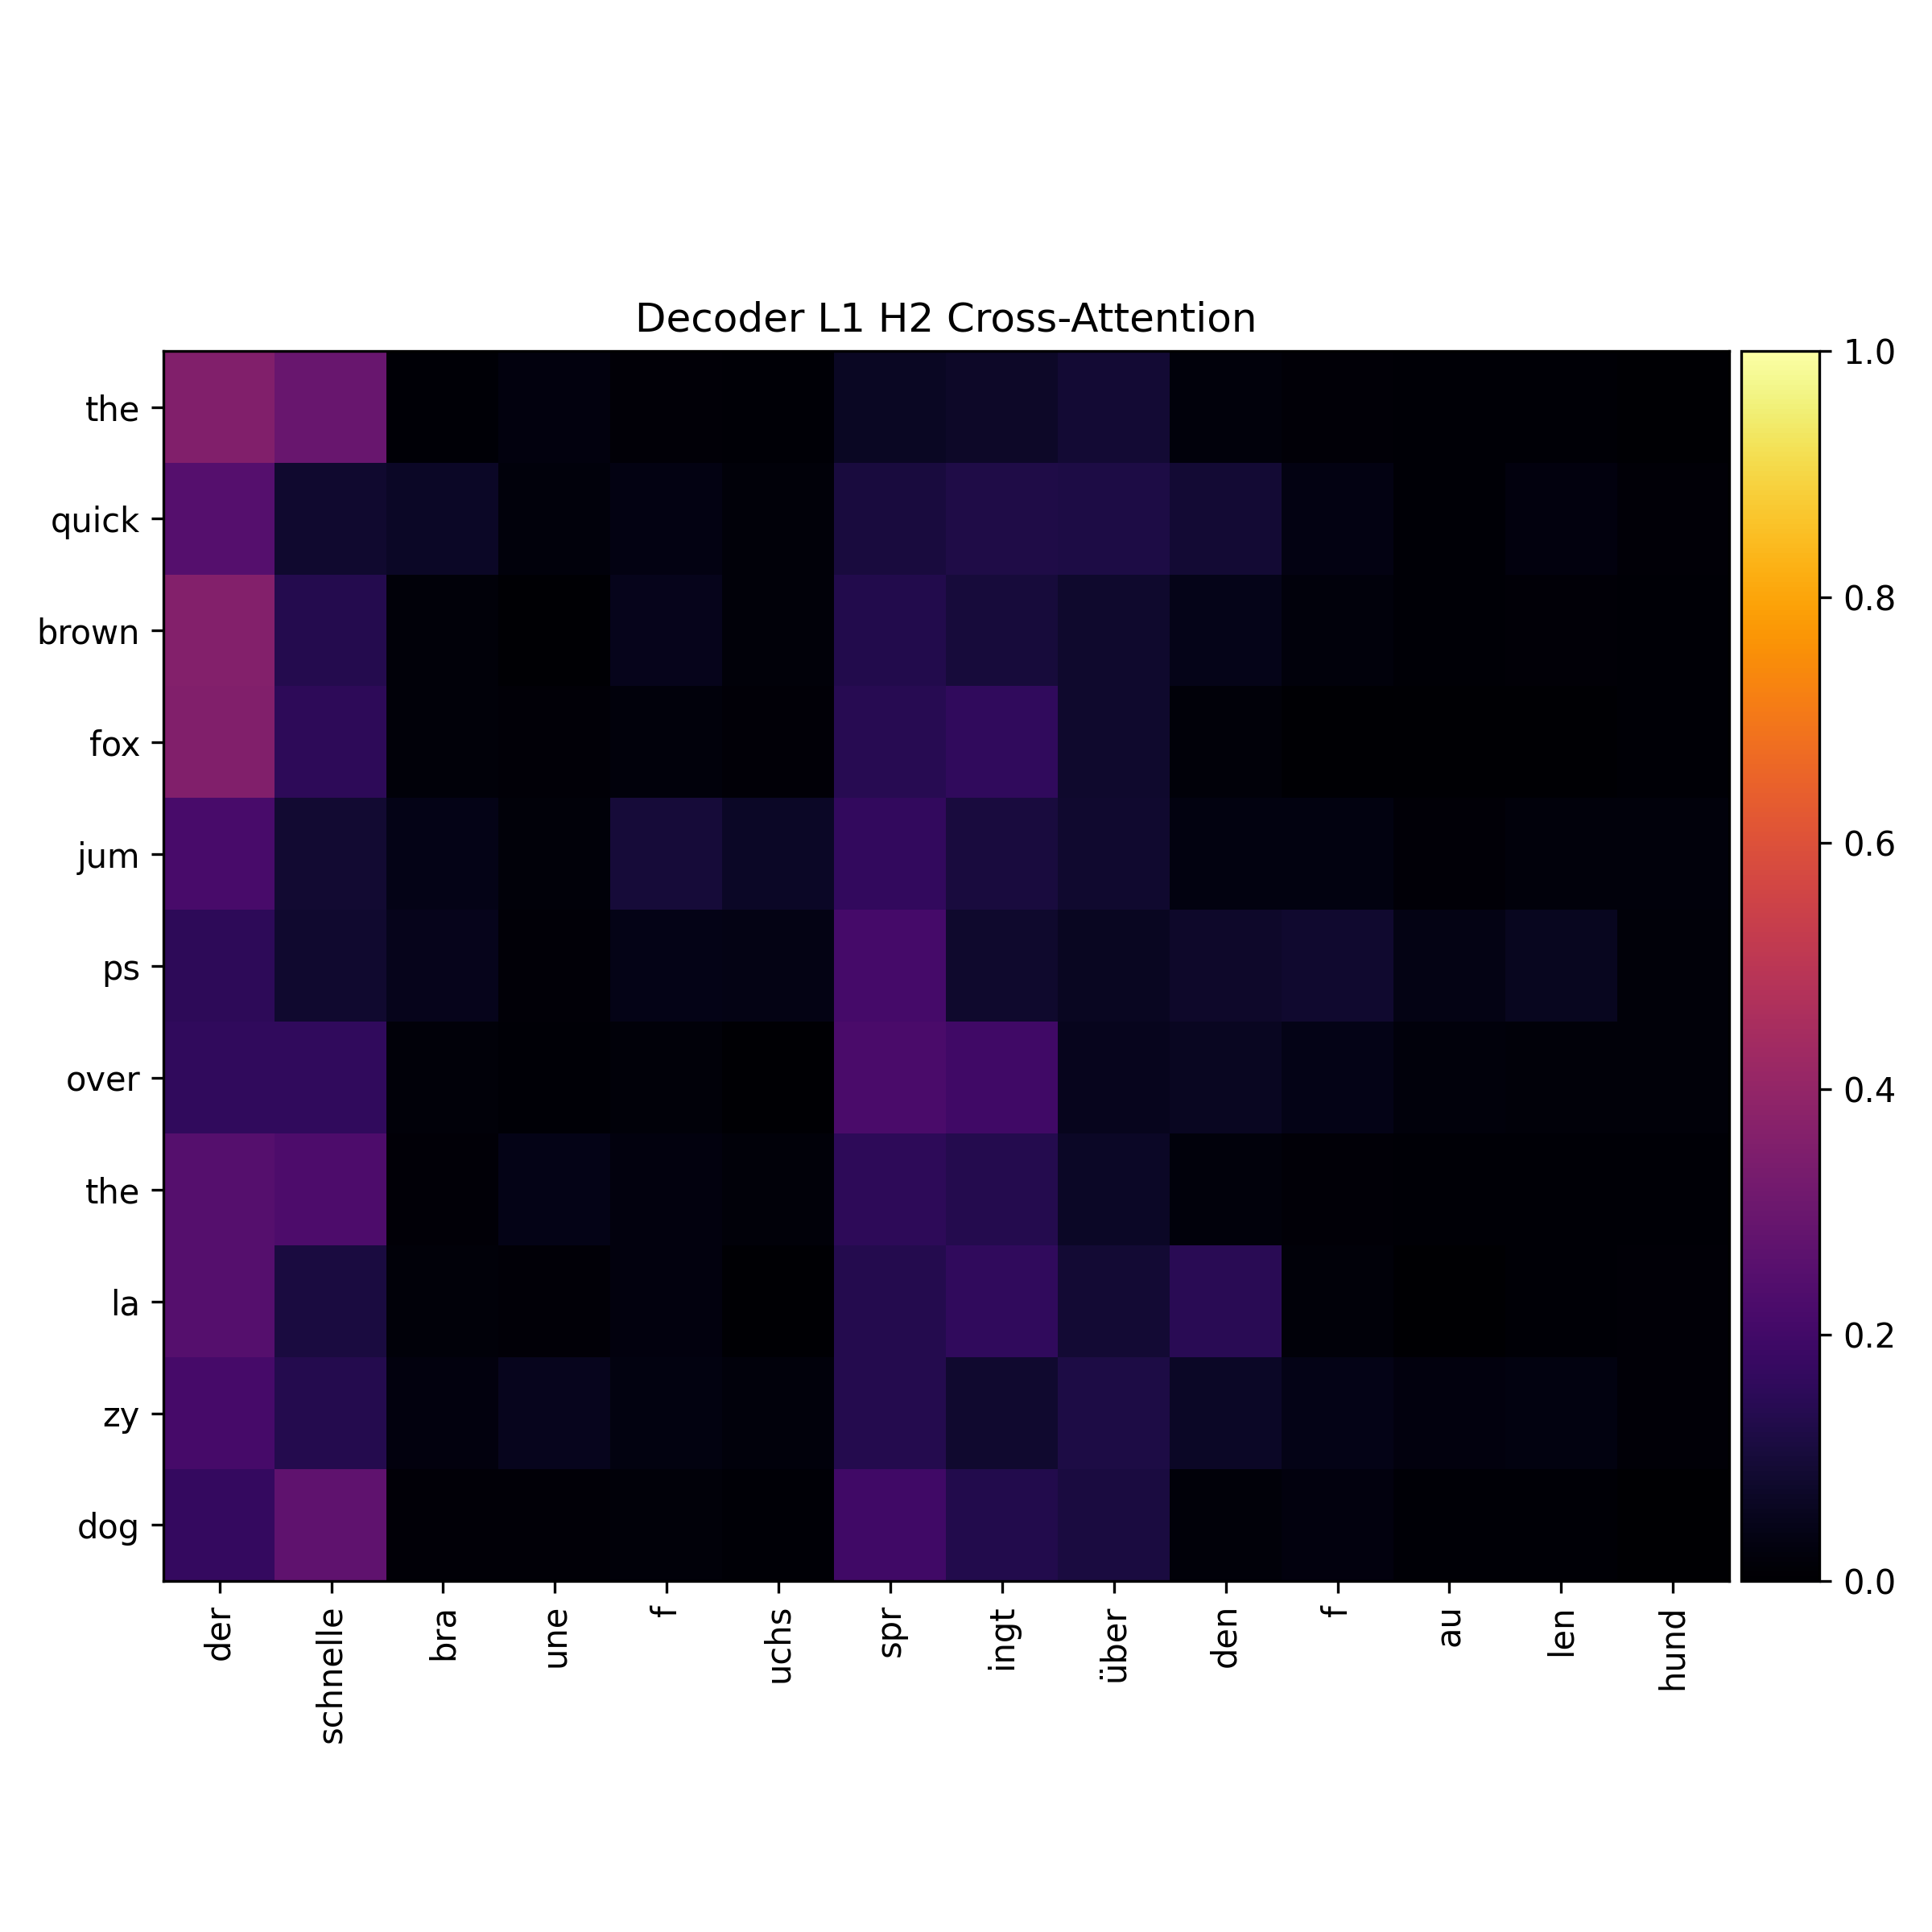 Decoder L1 H2 Cross-Attention
the
quick
brown
fox
jum
ps
over
the
la
zy
dog
der
schnelle
bra
une
f
uchs
spr
ingt
über
den
f
au
len
hund
1.0
0.8
0.6
0.4
0.2
0.0